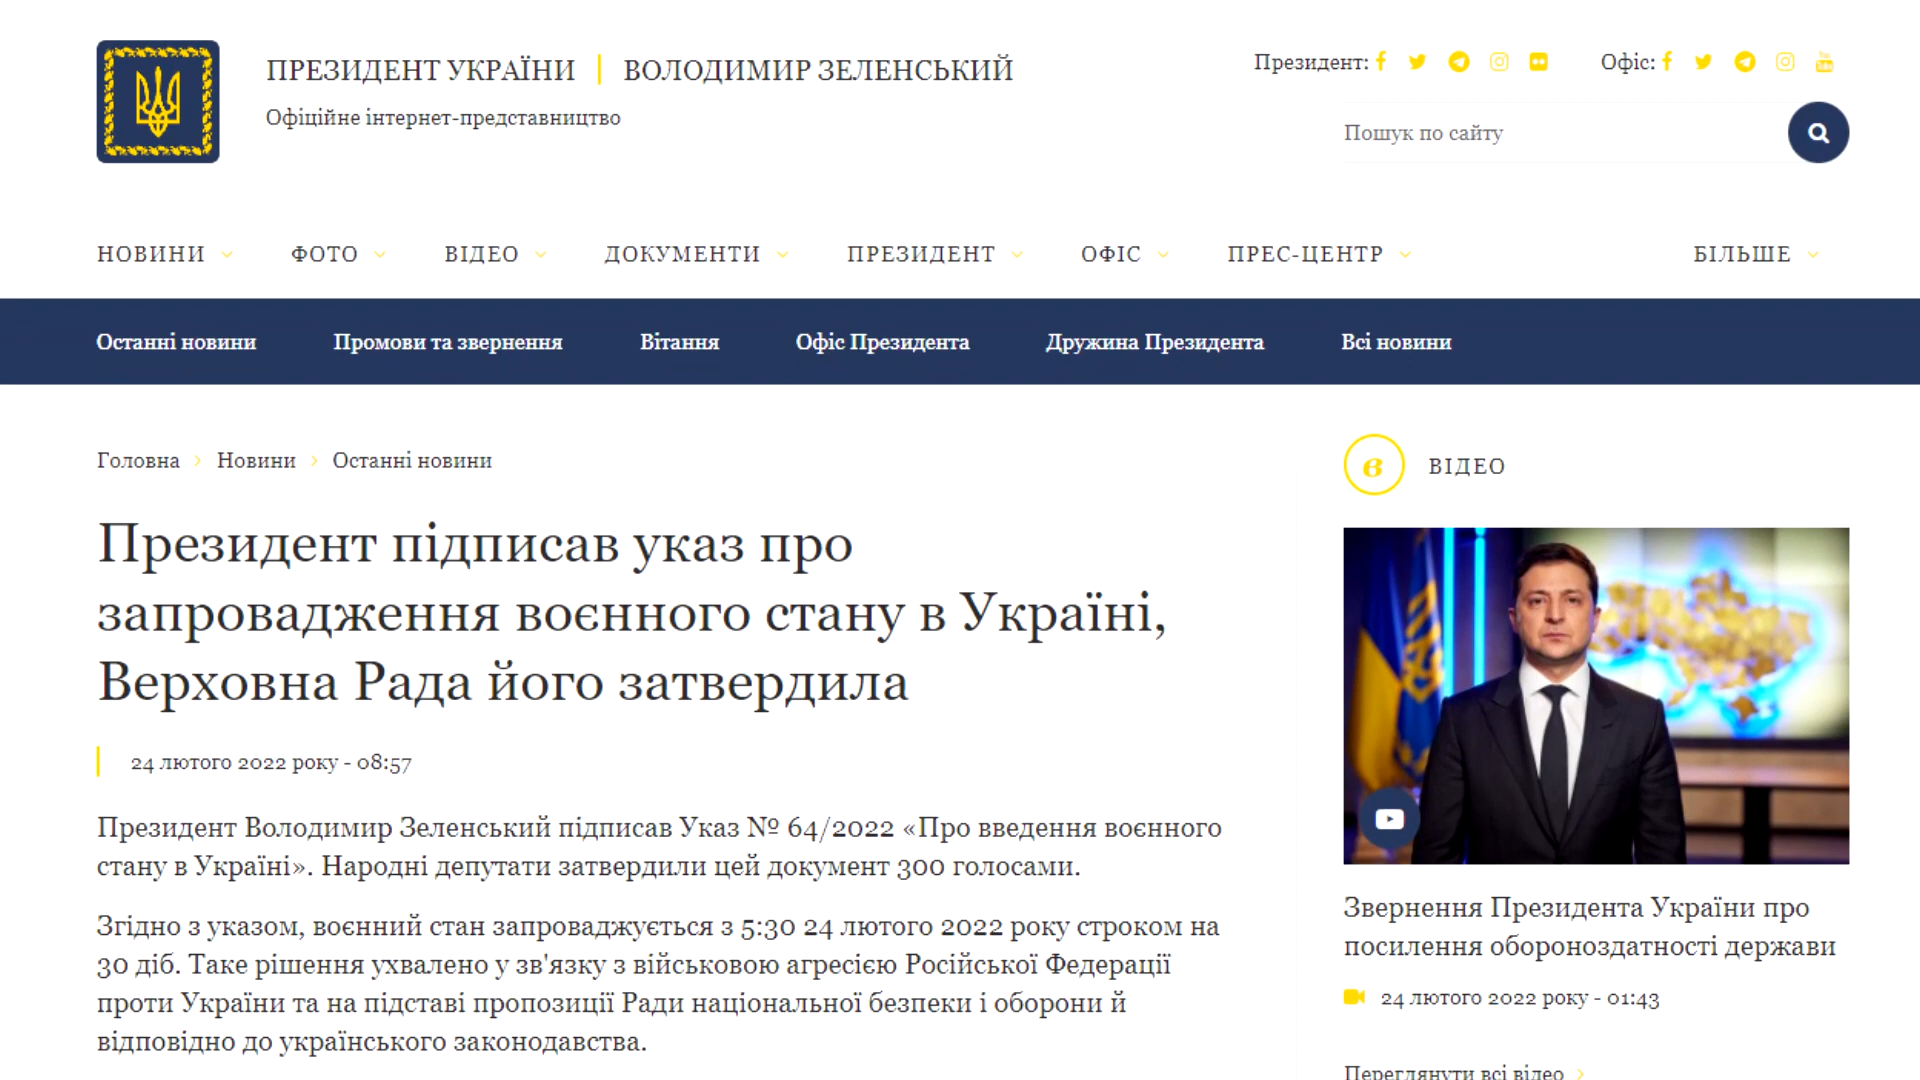 ПРЕЗИДЕНТ УКРАЇНИ | ВОЛОДИМИР ЗЕЛЕНСЬКИЙ
Офіційне інтернет-представництво
Президент:
Офіс:
Пошук по сайту
НОВИНИ ФОТО ВІДЕО ДОКУМЕНТИ ПРЕЗИДЕНТ ОФІС ПРЕС-ЦЕНТР БІЛЬШЕ
Останні новини Промови та звернення Вітання Офіс Президента Дружина Президента Всі новини
Головна > Новини > Останні новини
Президент підписав указ про
запровадження воєнного стану в Україні,
Верховна Рада його затвердила
24 лютого 2022 року - 08:57
Президент Володимир Зеленський підписав Указ № 64/2022 «Про введення воєнного
стану в Україні». Народні депутати затвердили цей документ 300 голосами.
Згідно з указом, воєнний стан запроваджується з 5:30 24 лютого 2022 року строком на
30 діб. Таке рішення ухвалено у зв'язку з військовою агресією Російської Федерації
проти України та на підставі пропозиції Ради національної безпеки і оборони й
відповідно до українського законодавства.
в ВІДЕО
Звернення Президента України про
посилення обороноздатності держави
24 лютого 2022 року - 01:43
Переглянути всі відео >